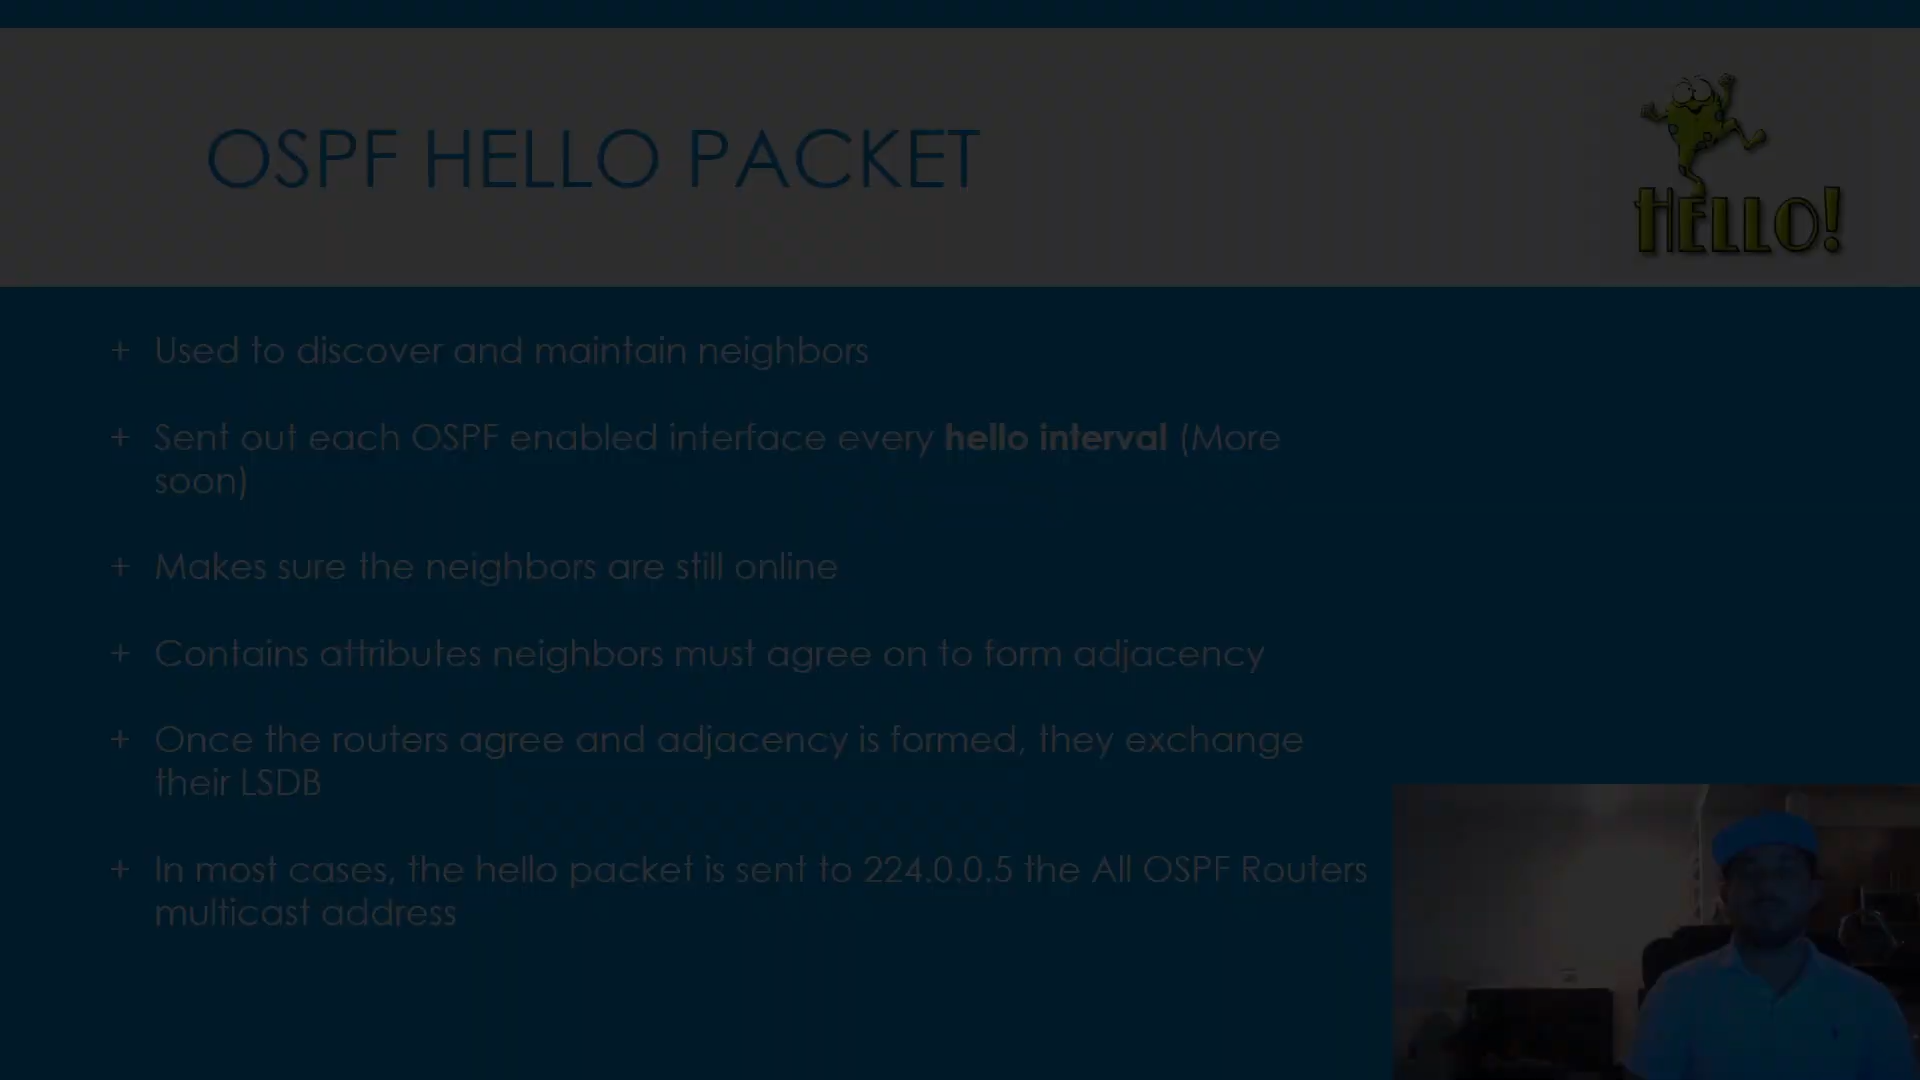 OSPF HELLO PACKET
HELLO!
+ Used to discover and maintain neighbors
+ Sent out each OSPF enabled interface every hello interval (More
soon)
+ Makes sure the neighbors are still online
+ Contains attributes neighbors must agree on to form adjacency
+ Once the routers agree and adjacency is formed, they exchange
their LSDB
+ In most cases, the hello packet is sent to 224.0.0.5 the All OSPF Routers
multicast address